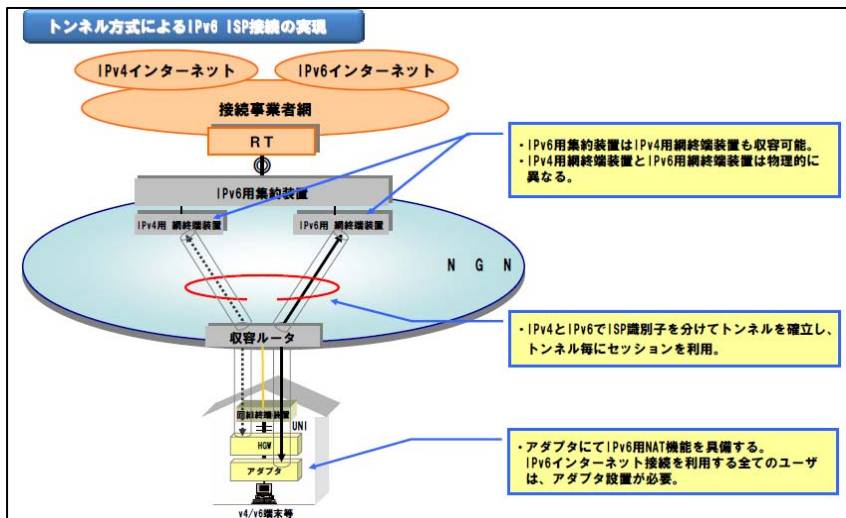 トンネル方式によるIPv6 ISP接続の実現
IPv4インターネット
IPv6インターネット
接続事業者網
RT
IPv6用集約装置
IPv4用 網終端装置
IPv6用 網終端装置
・IPv6用集約装置はIPv4用網終端装置も収容可能。
・IPv4用網終端装置とIPv6用網終端装置は物理的に
異なる。
N G N
・IPv4とIPv6でISP識別子を分けてトンネルを確立し、
トンネル毎にセッションを利用。
収容ルータ
回線終端装置
UNI
HGW
アダプタ
v4/v6端末等
・アダプタにてIPv6用NAT機能を具備する。
IPv6インターネット接続を利用する全てのユーザ
は、アダプタ設置が必要。